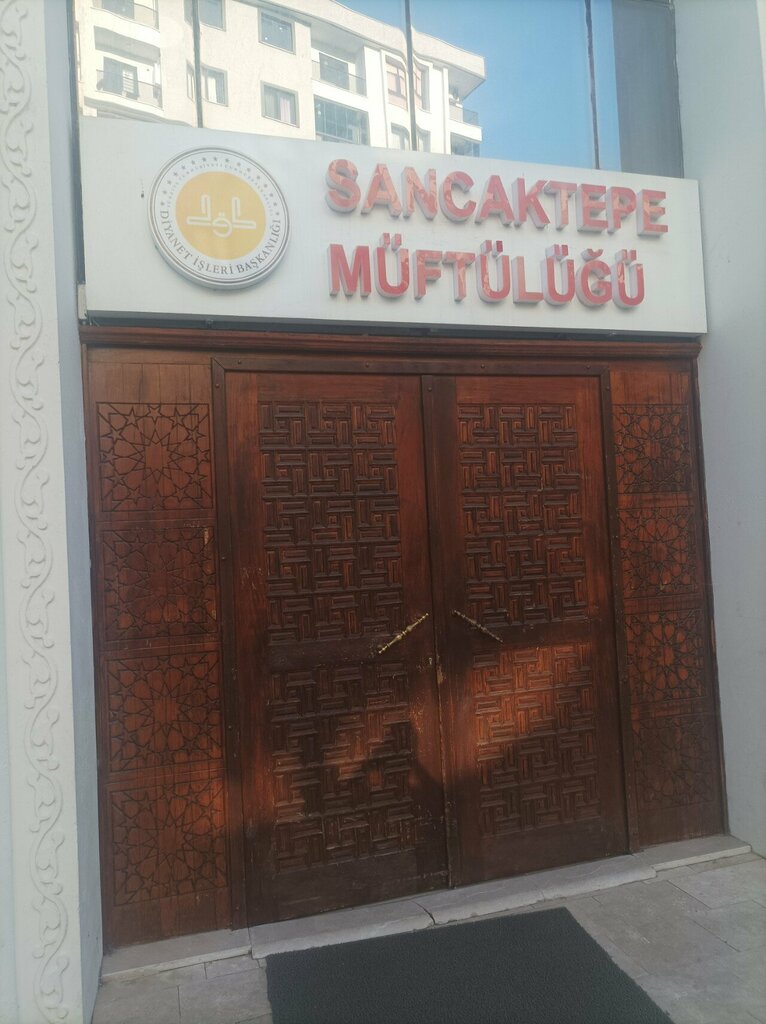 SANCAKTEPE
MÜFTÜLÜĞÜ
DİYANET İŞLERİ BAŞKANLIĞI